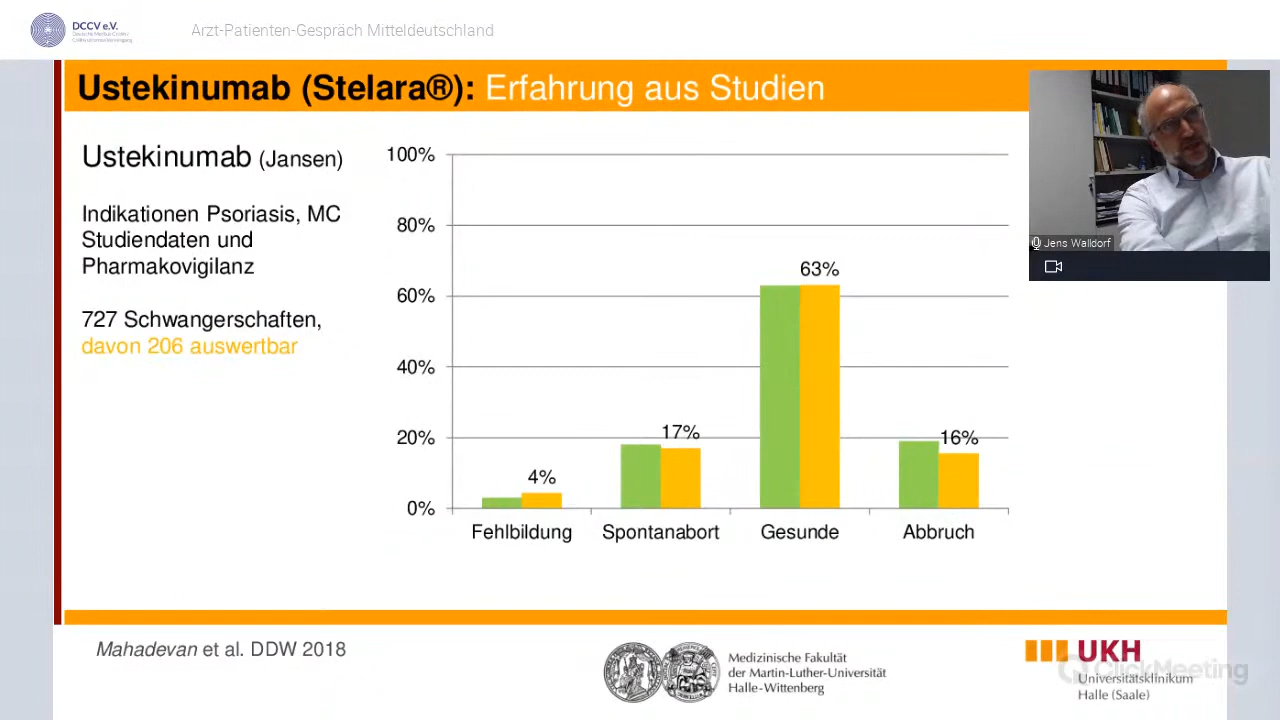 DCCV e.V.
Arzt-Patienten-Gespräch Mitteldeutschland
Ustekinumab (Stelara®): Erfahrung aus Studien
Ustekinumab (Jansen)
Indikationen Psoriasis, MC
Studiendaten und
Pharmakovigilanz
727 Schwangerschaften,
davon 206 auswertbar
100%
80%
60%
40%
20%
0%
4%
17%
63%
16%
Fehlbildung
Spontanabort
Gesunde
Abbruch
Jens Walldorf
Mahadevan et al. DDW 2018
Medizinische Fakultät
der Martin-Luther-Universität
Halle-Wittenberg
UKH
ClickMeeting
Universitätsklinikum
Halle (Saale)